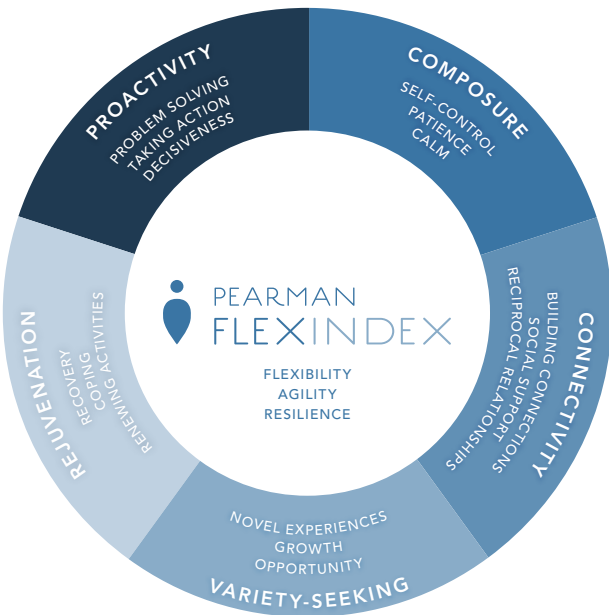 PROACTIVITY
PROBLEM SOLVING
TAKING ACTION
DECISIVENESS
COMPOSURE
SELF-CONTROL
PATIENCE
CALM
CONNECTIVITY
BUILDING CONNECTIONS
SOCIAL SUPPORT
RECIPROCAL RELATIONSHIPS
NOVEL EXPERIENCES
GROWTH
OPPORTUNITY
VARIETY-SEEKING
REJUVENATION
RECOVERY
COPING
RENEWING ACTIVITIES
PEARMAN
FLEXINDEX
FLEXIBILITY
AGILITY
RESILIENCE